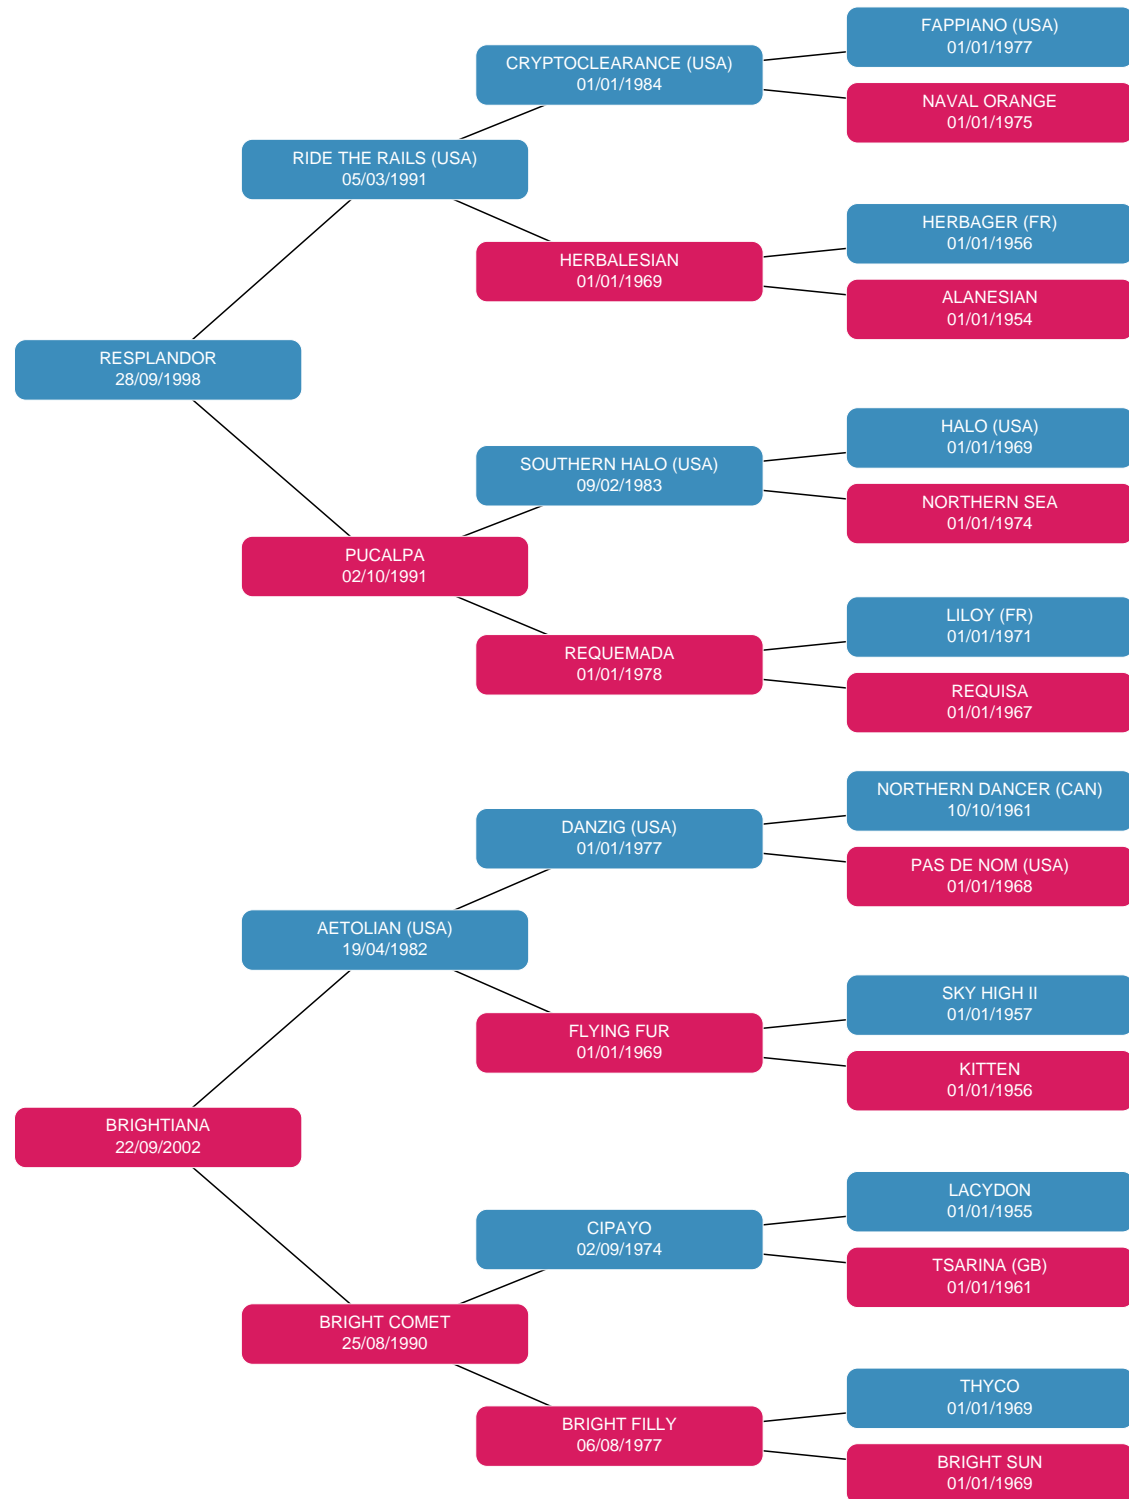 FAPPIANO (USA)
01/01/1977
CRYPTOCLEARANCE (USA)
01/01/1984
NAVAL ORANGE
01/01/1975
RIDE THE RAILS (USA)
05/03/1991
HERBAGER (FR)
01/01/1956
HERBALESIAN
01/01/1969
ALANESIAN
01/01/1954
RESPLANDOR
28/09/1998
HALO (USA)
01/01/1969
SOUTHERN HALO (USA)
09/02/1983
NORTHERN SEA
01/01/1974
PUCALPA
02/10/1991
LILOY (FR)
01/01/1971
REQUEMADA
01/01/1978
REQUISA
01/01/1967
NORTHERN DANCER (CAN)
10/10/1961
DANZIG (USA)
01/01/1977
PAS DE NOM (USA)
01/01/1968
AETOLIAN (USA)
19/04/1982
SKY HIGH II
01/01/1957
FLYING FUR
01/01/1969
KITTEN
01/01/1956
BRIGHTIANA
22/09/2002
LACYDON
01/01/1955
CIPAYO
02/09/1974
TSARINA (GB)
01/01/1961
BRIGHT COMET
25/08/1990
THYCO
01/01/1969
BRIGHT FILLY
06/08/1977
BRIGHT SUN
01/01/1969